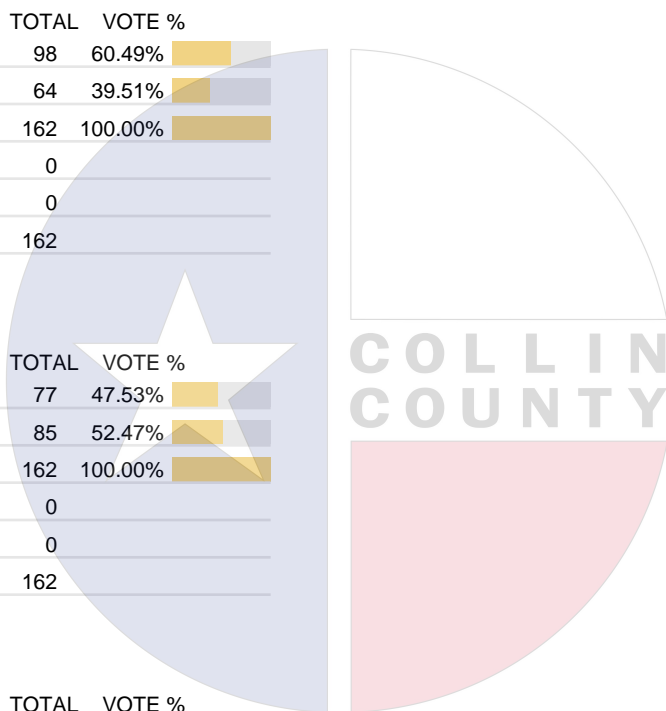 TOTAL VOTE %
98 60.49%
64 39.51%
162 100.00%
0
0
162
COLLIN
COUNTY
TOTAL VOTE %
77 47.53%
85 52.47%
162 100.00%
0
0
162
TOTAL VOTE %